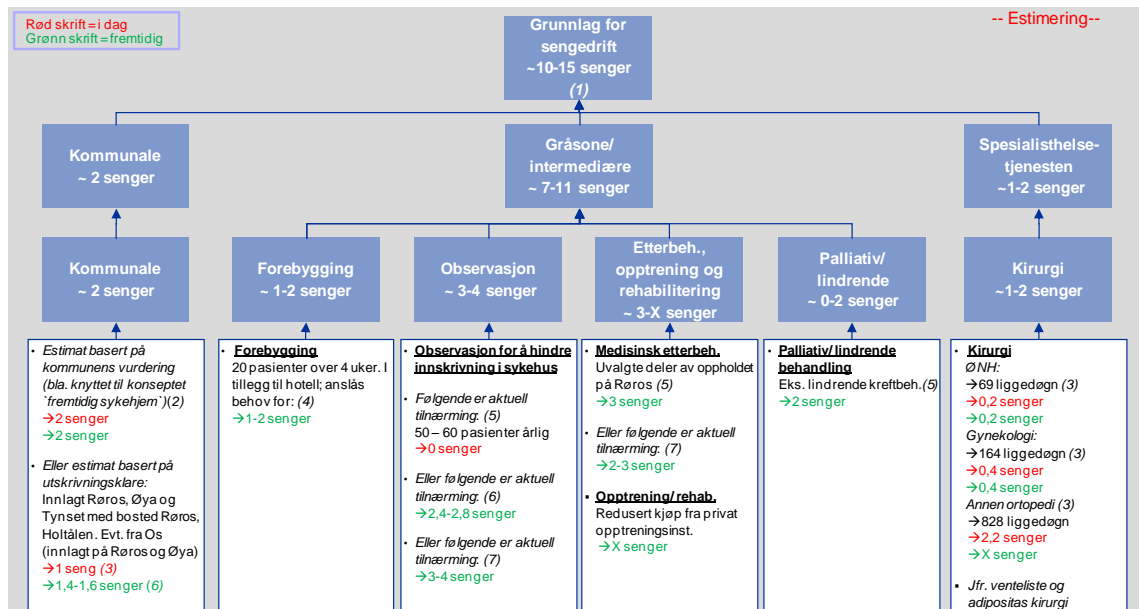 Rød skrift = i dag
Grønn skrift = fremtidig
-- Estimering--
Grunnlag for
sengedrift
~10-15 senger
(1)
Kommunale
~ 2 senger
Gråsone/
intermediære
~ 7-11 senger
Spesialisthelse-
tjenesten
~1-2 senger
Kommunale
~ 2 senger
Forebygging
~ 1-2 senger
Observasjon
~ 3-4 senger
Etterbeh.,
opptrening og
rehabilitering
~ 3-X senger
Palliativ/
lindrende
~ 0-2 senger
Kirurgi
~1-2 senger
• Estimat basert på
kommunens vurdering
(bla. knyttet til konseptet
`fremtidig sykehjem`)(2)
→2 senger
→2 senger
• Eller estimat basert på
utskrivningsklare:
Innlagt Røros, Øya og
Tynset med bosted Røros,
Holtålen. Evt. fra Os
(innlagt på Røros og Øya)
→1 seng (3)
→1,4-1,6 senger (6)
• Forebygging
20 pasienter over 4 uker. I
tillegg til hotell; anslås
behov for: (4)
→1-2 senger
• Observasjon for å hindre
innskrivning i sykehus
• Følgende er aktuell
tilnærming: (5)
50 – 60 pasienter årlig
→0 senger
• Eller følgende er aktuell
tilnærming: (6)
→2,4-2,8 senger
• Eller følgende er aktuell
tilnærming: (7)
→3-4 senger
• Medisinsk etterbeh.
Uvalgte deler av oppholdet
på Røros (5)
→3 senger
• Eller følgende er aktuell
tilnærming: (7)
→2-3 senger
▪ Opptrening/ rehab.
Redusert kjøp fra privat
opptreningsinst.
→X senger
• Palliativ/ lindrende
behandling
Eks. lindrende kreftbeh.(5)
→2 senger
• Kirurgi
ØNH:
→69 liggedøgn (3)
→0,2 senger
→0,2 senger
Gynekologi:
→164 liggedøgn (3)
→0,4 senger
→0,4 senger
Annen ortopedi (3)
→828 liggedøgn
→2,2 senger
→X senger
• Jfr. venteliste og
adipositas kirurgi